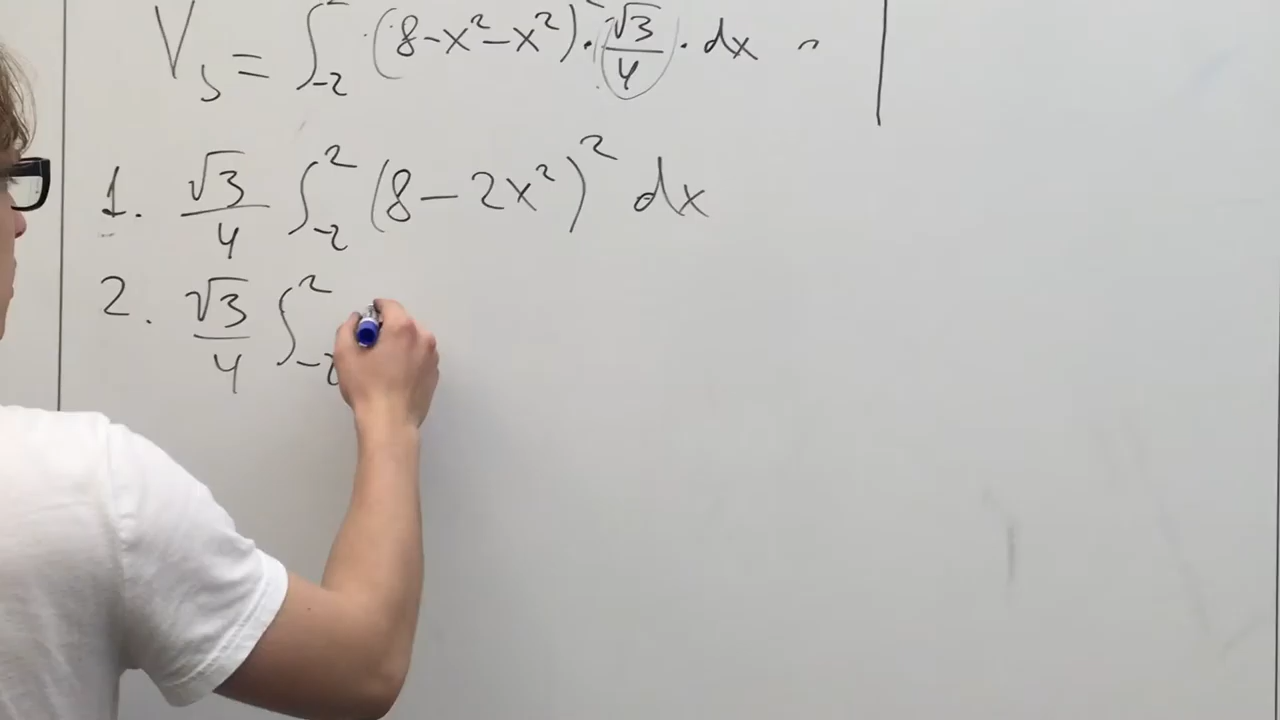 V_s = ∫_{-2}^{2} (8-x²-x²)² · √3/4 · dx
1. √3/4 ∫_{-2}^{2} (8-2x²)² dx
2. √3/4 ∫_{-2}^{2}